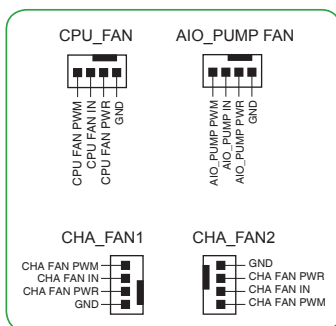 CPU_FAN
CPU FAN PWM
CPU FAN IN
CPU FAN PWR
GND
AIO_PUMP FAN
AIO_PUMP PWM
AIO_PUMP IN
AIO_PUMP PWR
GND
CHA_FAN1
CHA FAN PWM
CHA FAN IN
CHA FAN PWR
GND
CHA_FAN2
GND
CHA FAN PWR
CHA FAN IN
CHA FAN PWM